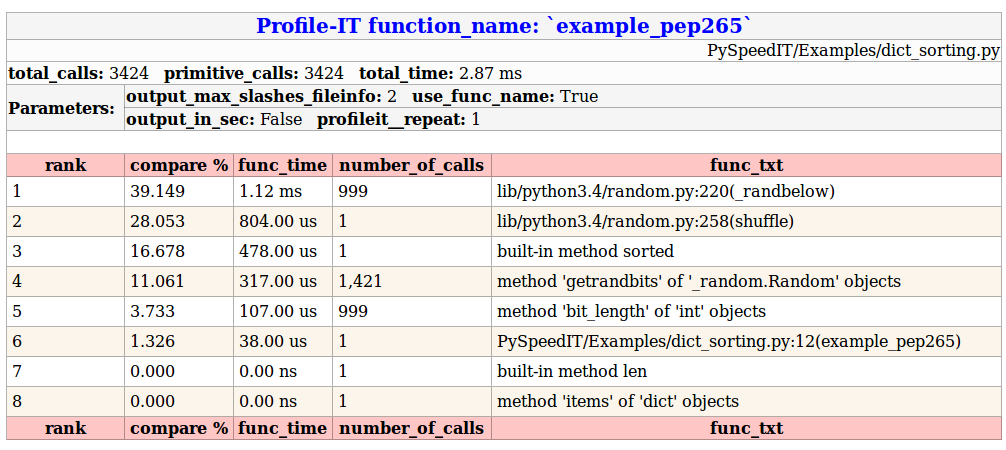 Profile-IT function_name: `example_pep265`
PySpeedIT/Examples/dict_sorting.py
total_calls: 3424 primitive_calls: 3424 total_time: 2.87 ms
Parameters: output_max_slashes_fileinfo: 2 use_func_name: True
output_in_sec: False profileit__repeat: 1
rank compare % func_time number_of_calls func_txt
1 39.149 1.12 ms 999 lib/python3.4/random.py:220(_randbelow)
2 28.053 804.00 us 1 lib/python3.4/random.py:258(shuffle)
3 16.678 478.00 us 1 built-in method sorted
4 11.061 317.00 us 1,421 method 'getrandbits' of '_random.Random' objects
5 3.733 107.00 us 999 method 'bit_length' of 'int' objects
6 1.326 38.00 us 1 PySpeedIT/Examples/dict_sorting.py:12(example_pep265)
7 0.000 0.00 ns 1 built-in method len
8 0.000 0.00 ns 1 method 'items' of 'dict' objects
rank compare % func_time number_of_calls func_txt